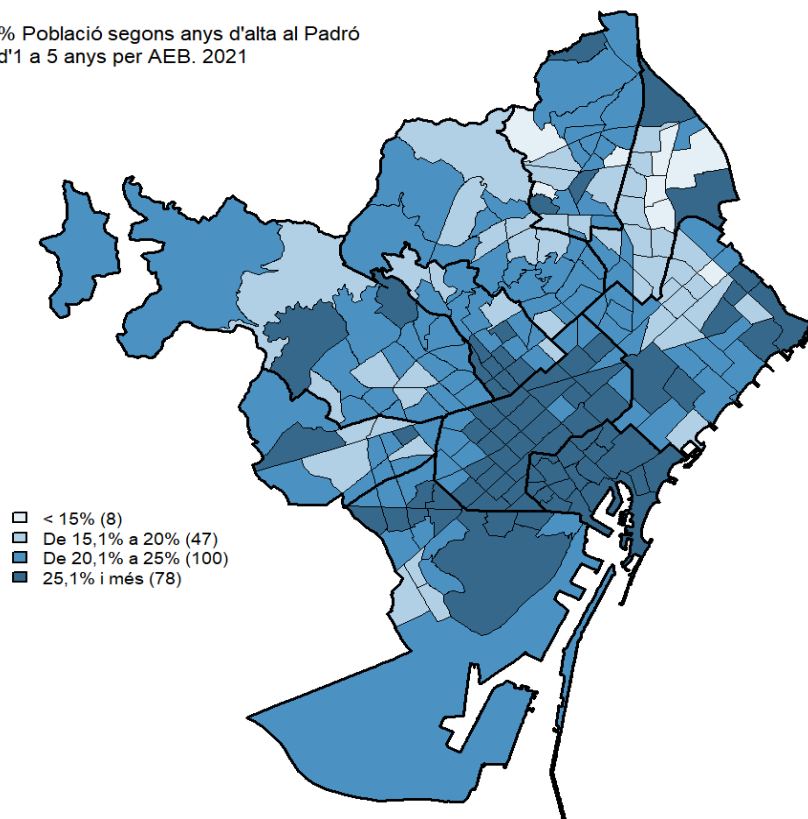 % Població segons anys d'alta al Padró
d'1 a 5 anys per AEB. 2021
< 15% (8)
De 15,1% a 20% (47)
De 20,1% a 25% (100)
25,1% i més (78)